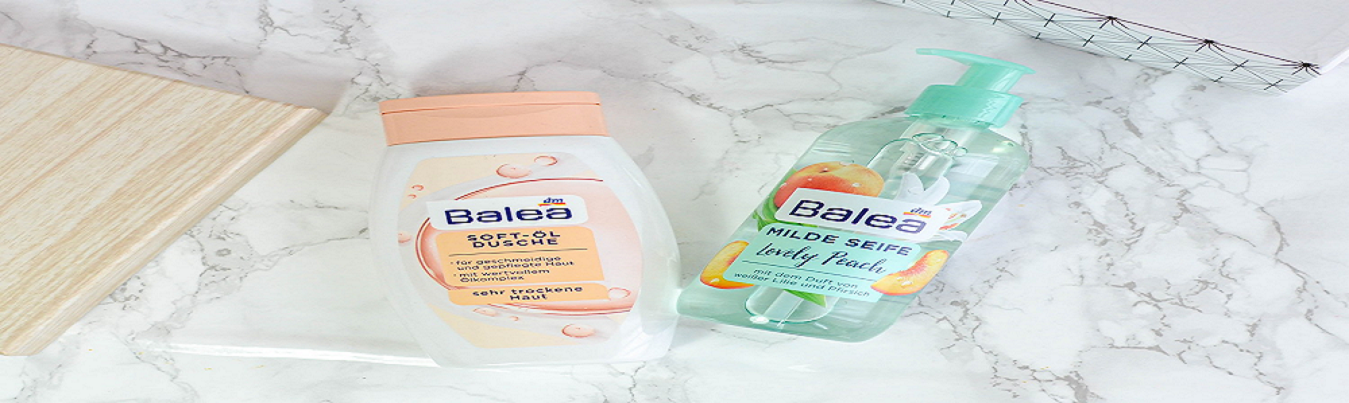 dm
Balea
SOFT-ÖL
DUSCHE
· für geschmeidige
und gepflegte Haut
· mit wertvollem
Ölkomplex
sehr trockene
Haut
dm
Balea
MILDE SEIFE
Lovely Peach
mit dem Duft von
weißer Lilie und Pfirsich